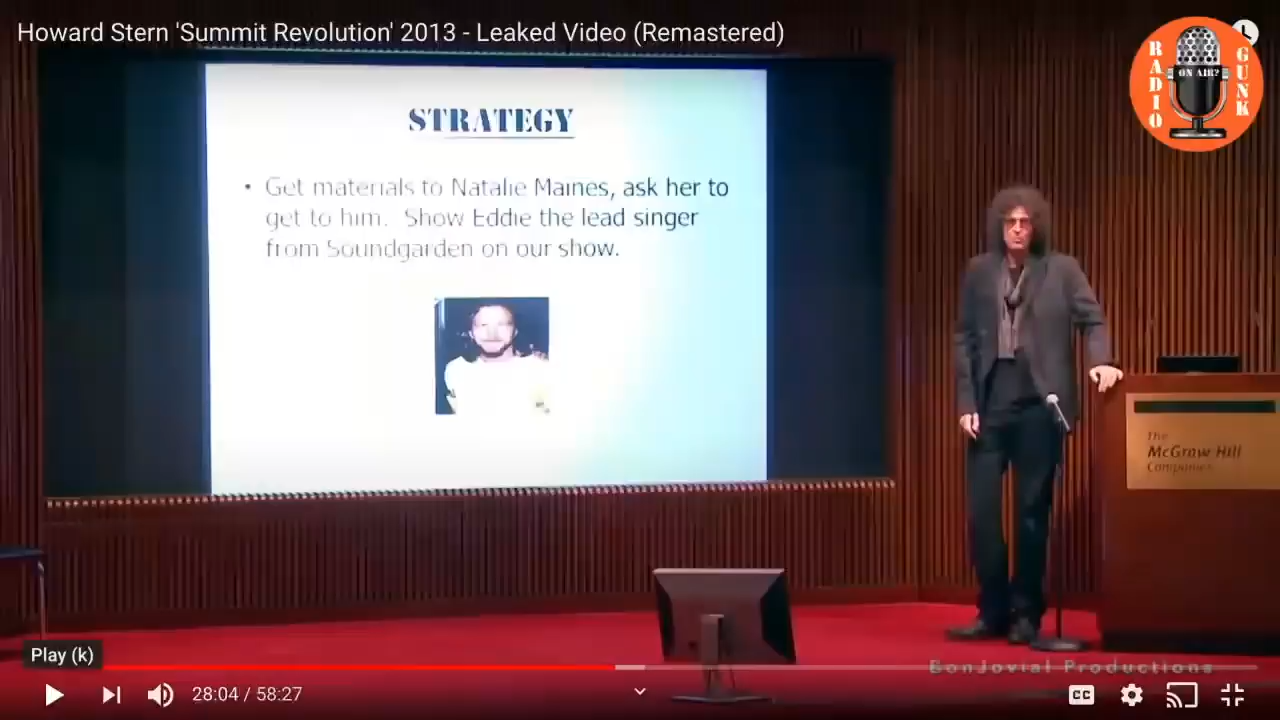 Howard Stern 'Summit Revolution' 2013 - Leaked Video (Remastered)
RADIO
ON AIR?
GUNK
STRATEGY
• Get materials to Natalie Maines, ask her to
get to him. Show Eddie the lead singer
from Soundgarden on our show.
The
McGraw Hill
Companies
Play (k)
BonJovial Productions
28:04 / 58:27
CC